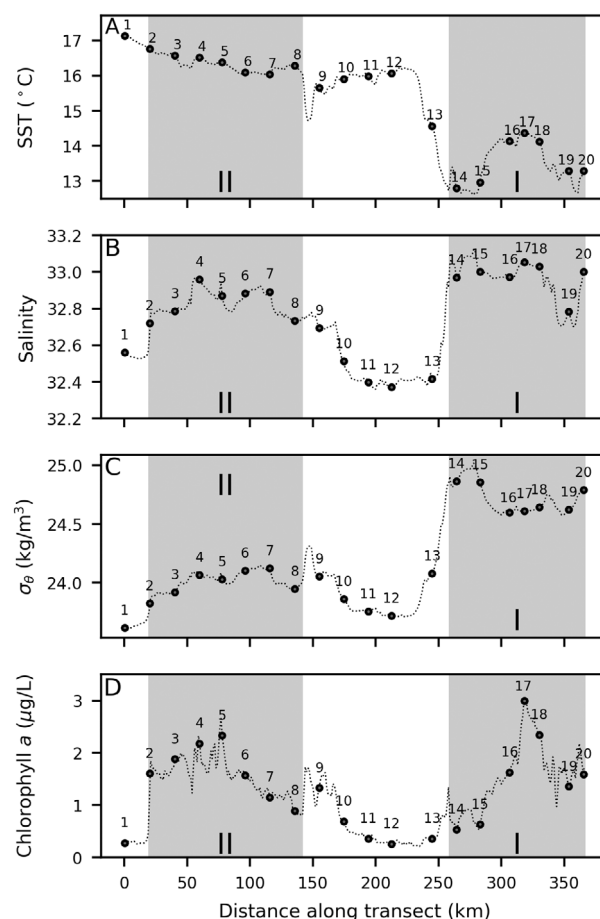 A
17
16
15
14
13
SST (°C)
1 2 3 4 5 6 7 8 9 10 11 12 13 14 15 16 17 18 19 20
B
33.2
33.0
32.8
32.6
32.4
32.2
Salinity
1 2 3 4 5 6 7 8 9 10 11 12 13 14 15 16 17 18 19 20
C
25.0
24.5
24.0
σθ (kg/m³)
1 2 3 4 5 6 7 8 9 10 11 12 13 14 15 16 17 18 19 20
D
3
2
1
0
Chlorophyll a (µg/L)
1 2 3 4 5 6 7 8 9 10 11 12 13 14 15 16 17 18 19 20
0 50 100 150 200 250 300 350
Distance along transect (km)